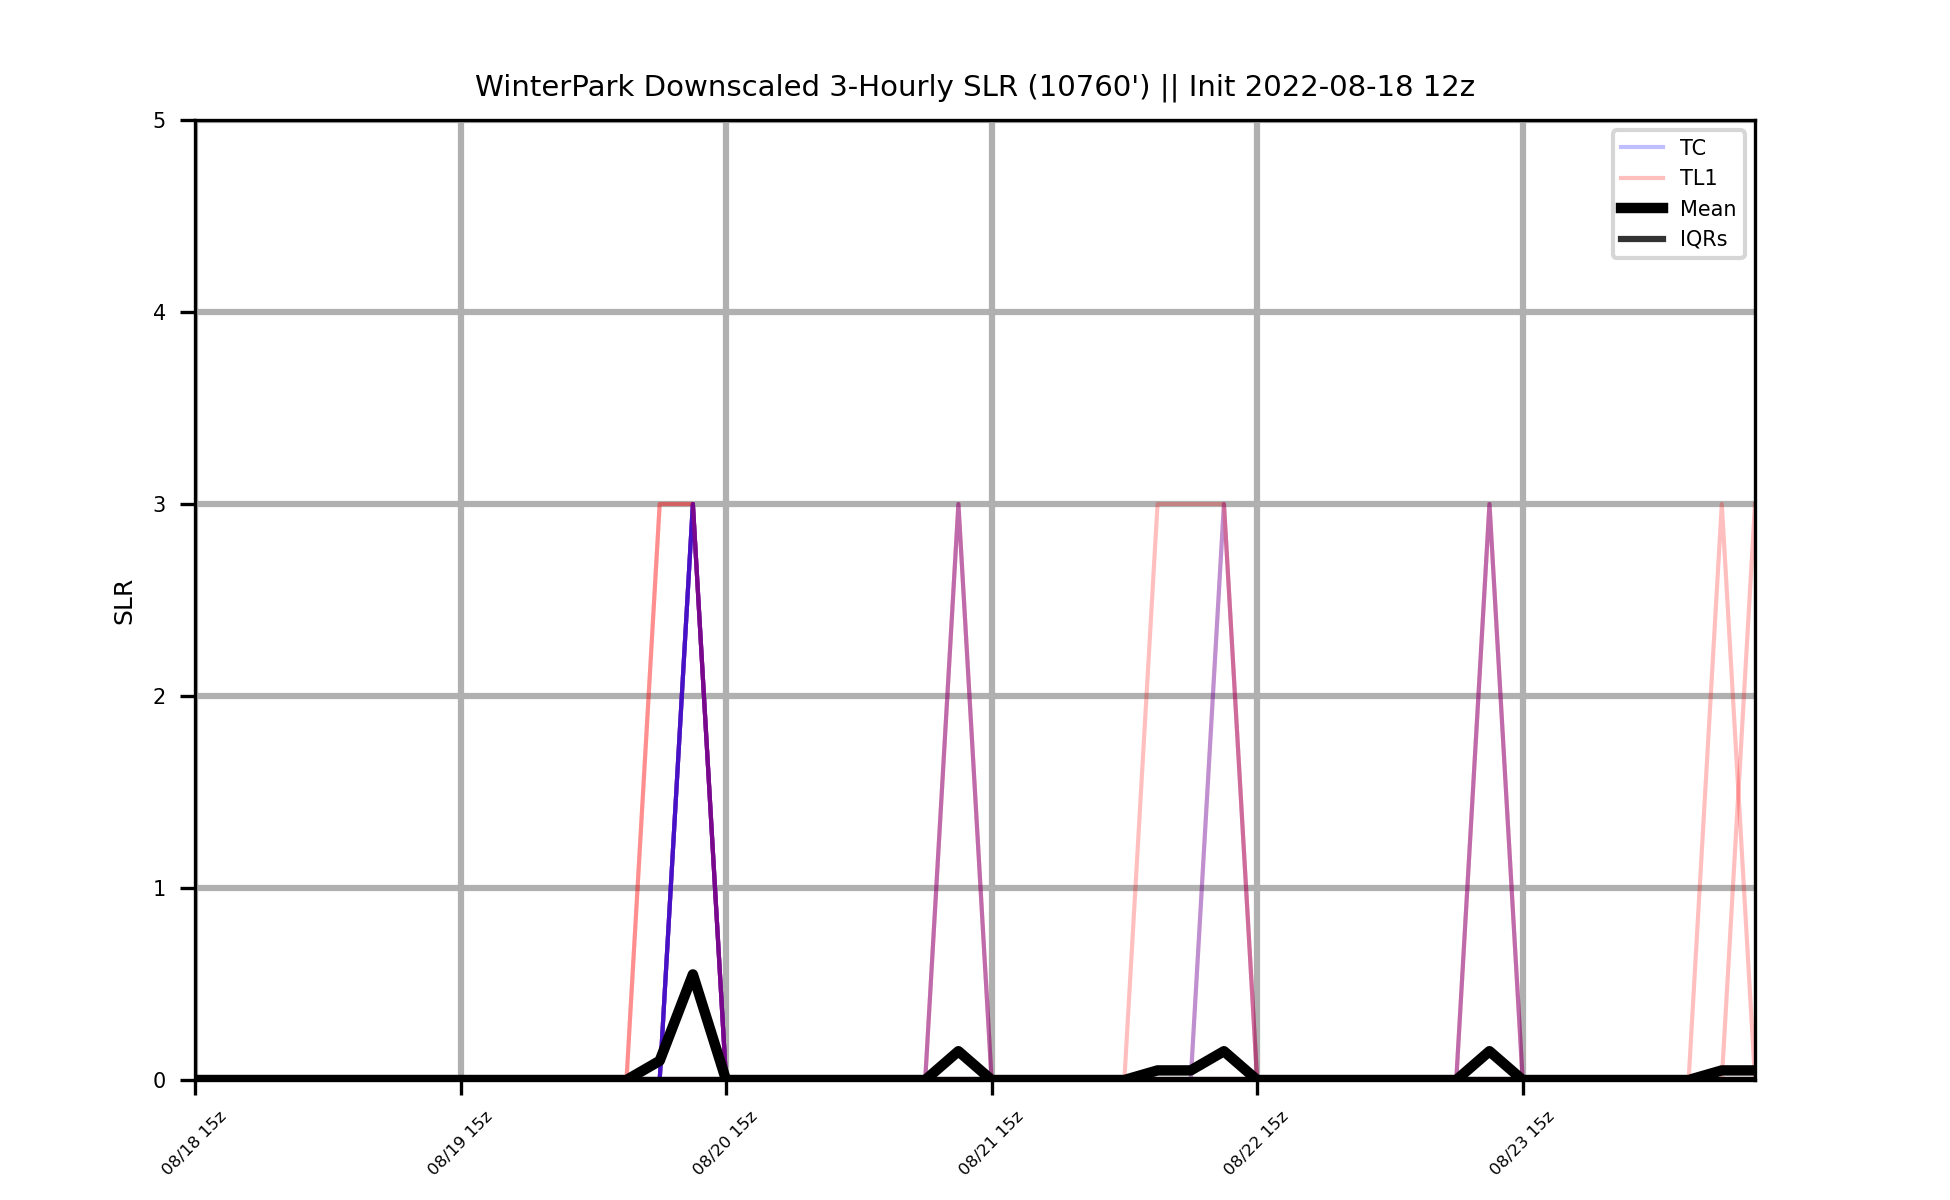 WinterPark Downscaled 3-Hourly SLR (10760') || Init 2022-08-18 12z
5
4
3
2
1
0
SLR
TC
TL1
Mean
IQRs
08/18 15z
08/19 15z
08/20 15z
08/21 15z
08/22 15z
08/23 15z